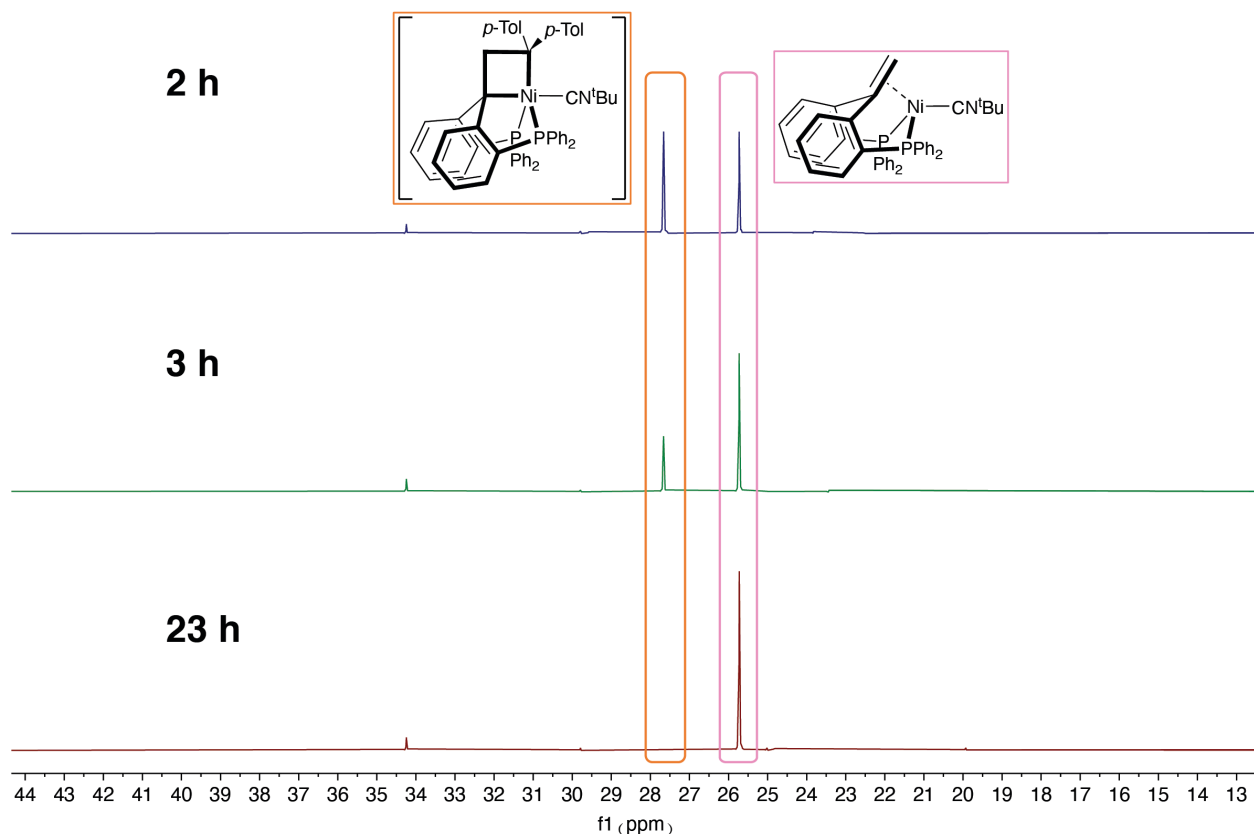 p-Tol p-Tol
2 h
Ni CNᵗBu
P PPh₂
Ph₂
Ni CNᵗBu
P PPh₂
Ph₂
3 h
23 h
44 43 42 41 40 39 38 37 36 35 34 33 32 31 30 29 28 27 26 25 24 23 22 21 20 19 18 17 16 15 14 13
f1 (ppm)